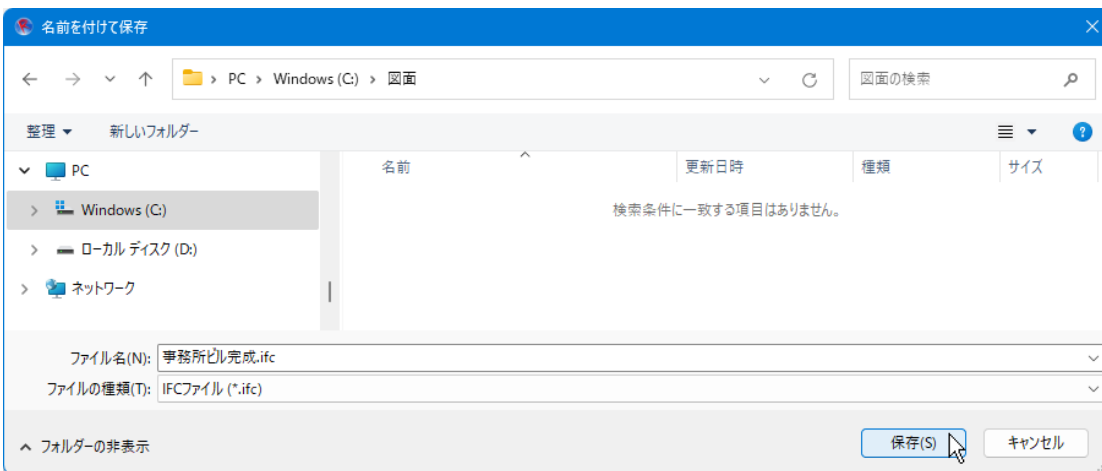 名前を付けて保存
PC > Windows (C:) > 図面
図面の検索
整理 新しいフォルダー
PC
Windows (C:)
ローカル ディスク (D:)
ネットワーク
名前 更新日時 種類 サイズ
検索条件に一致する項目はありません。
ファイル名(N): 事務所ビル完成.ifc
ファイルの種類(T): IFCファイル (*.ifc)
フォルダーの非表示
保存(S) キャンセル